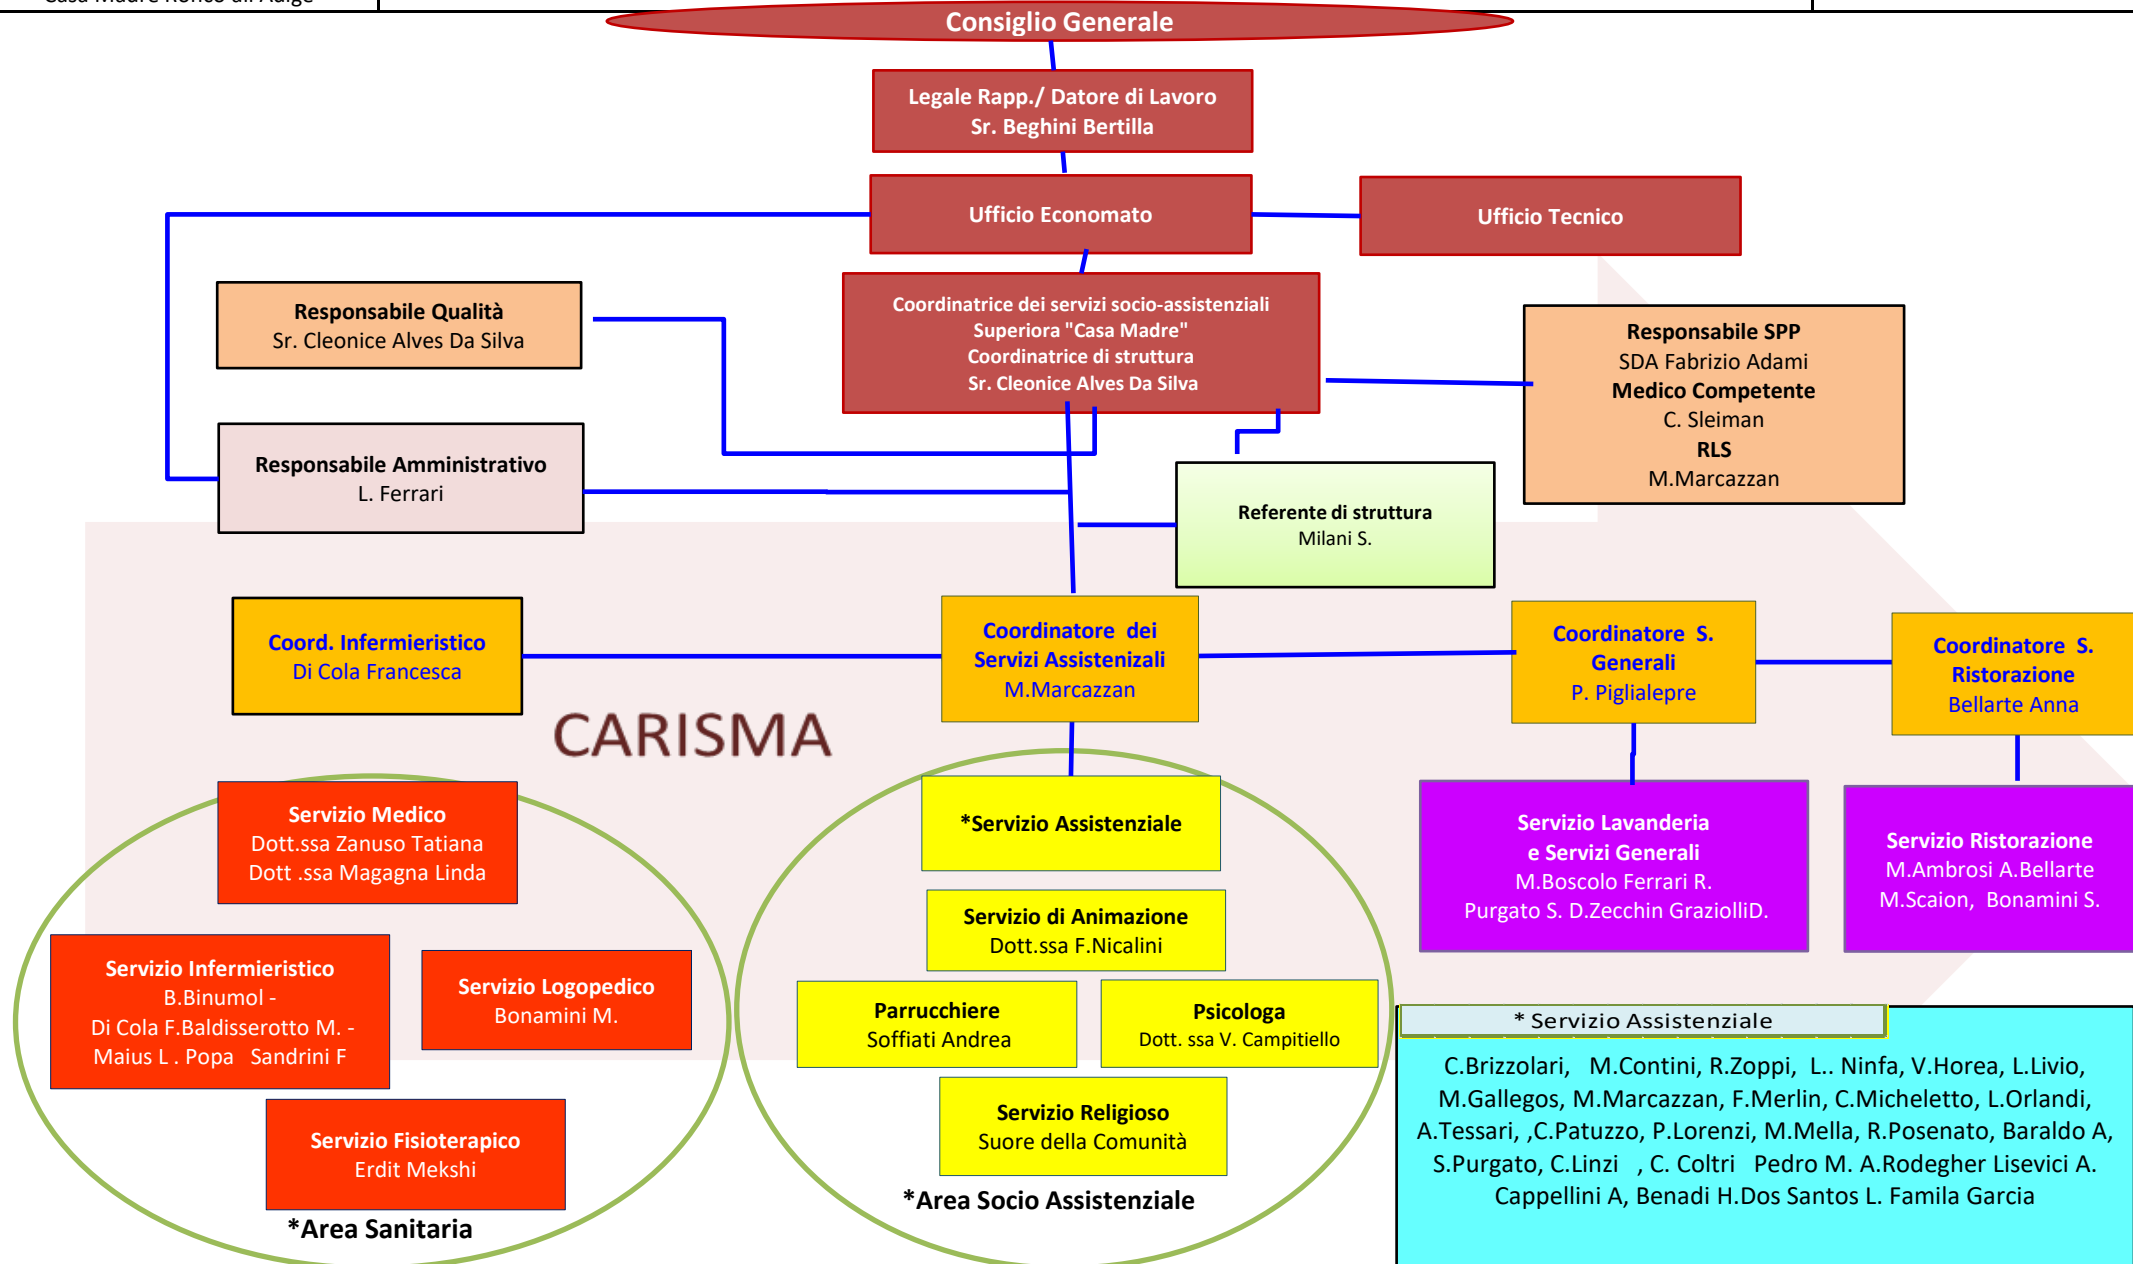 Casa Madre Ronco all'Adige
Consiglio Generale
Legale Rapp./ Datore di Lavoro
Sr. Beghini Bertilla
Ufficio Economato
Ufficio Tecnico
Responsabile Qualità
Sr. Cleonice Alves Da Silva
Coordinatrice dei servizi socio-assistenziali
Superiora "Casa Madre"
Coordinatrice di struttura
Sr. Cleonice Alves Da Silva
Responsabile SPP
SDA Fabrizio Adami
Medico Competente
C. Sleiman
RLS
M.Marcazzan
Responsabile Amministrativo
L. Ferrari
Referente di struttura
Milani S.
Coord. Infermieristico
Di Cola Francesca
Coordinatore  dei
Servizi Assistenizali
M.Marcazzan
Coordinatore  S.
Generali
P. Piglialepre
Coordinatore  S.
Ristorazione
Bellarte Anna
CARISMA
Servizio Medico
Dott.ssa Zanuso Tatiana
Dott .ssa Magagna Linda
Servizio Infermieristico
B.Binumol -
Di Cola F.Baldisserotto M. -
Maius L . Popa   Sandrini F
Servizio Logopedico
Bonamini M.
Servizio Fisioterapico
Erdit Mekshi
*Area Sanitaria
*Servizio Assistenziale
Servizio di Animazione
Dott.ssa F.Nicalini
Parrucchiere
Soffiati Andrea
Psicologa
Dott. ssa V. Campitiello
Servizio Religioso
Suore della Comunità
*Area Socio Assistenziale
Servizio Lavanderia
e Servizi Generali
M.Boscolo Ferrari R.
Purgato S. D.Zecchin GraziolliD.
Servizio Ristorazione
M.Ambrosi A.Bellarte
M.Scaion,  Bonamini S.
* Servizio Assistenziale
C.Brizzolari,   M.Contini, R.Zoppi,  L.. Ninfa, V.Horea, L.Livio,
M.Gallegos, M.Marcazzan, F.Merlin, C.Micheletto, L.Orlandi,
A.Tessari, ,C.Patuzzo, P.Lorenzi, M.Mella, R.Posenato, Baraldo A,
S.Purgato, C.Linzi   , C. Coltri   Pedro M. A.Rodegher Lisevici A.
Cappellini A, Benadi H.Dos Santos L. Famila Garcia